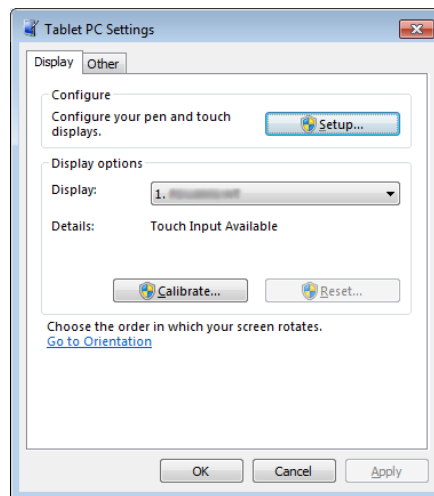 Tablet PC Settings
Display
Other
Configure
Configure your pen and touch
displays.
Setup...
Display options
Display:
1.
Details:
Touch Input Available
Calibrate...
Reset...
Choose the order in which your screen rotates.
Go to Orientation
OK
Cancel
Apply